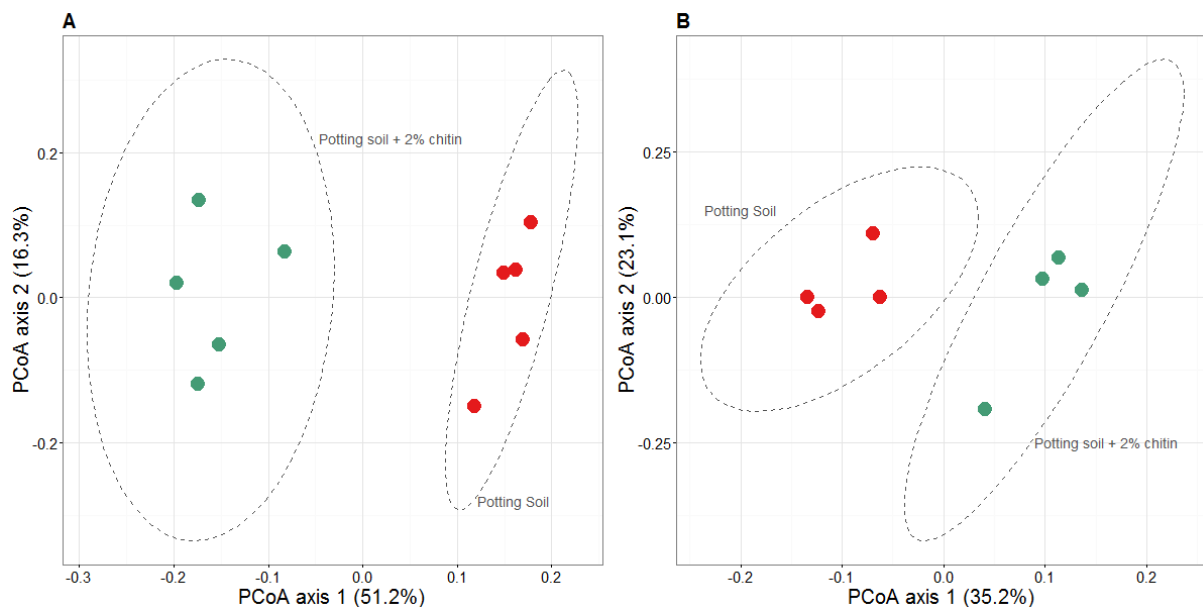 A
PCoA axis 2 (16.3%)
0.2
0.0
-0.2
Potting soil + 2% chitin
Potting Soil
-0.3
-0.2
-0.1
0.0
0.1
0.2
PCoA axis 1 (51.2%)
B
PCoA axis 2 (23.1%)
0.25
0.00
-0.25
Potting Soil
Potting soil + 2% chitin
-0.2
-0.1
0.0
0.1
0.2
PCoA axis 1 (35.2%)